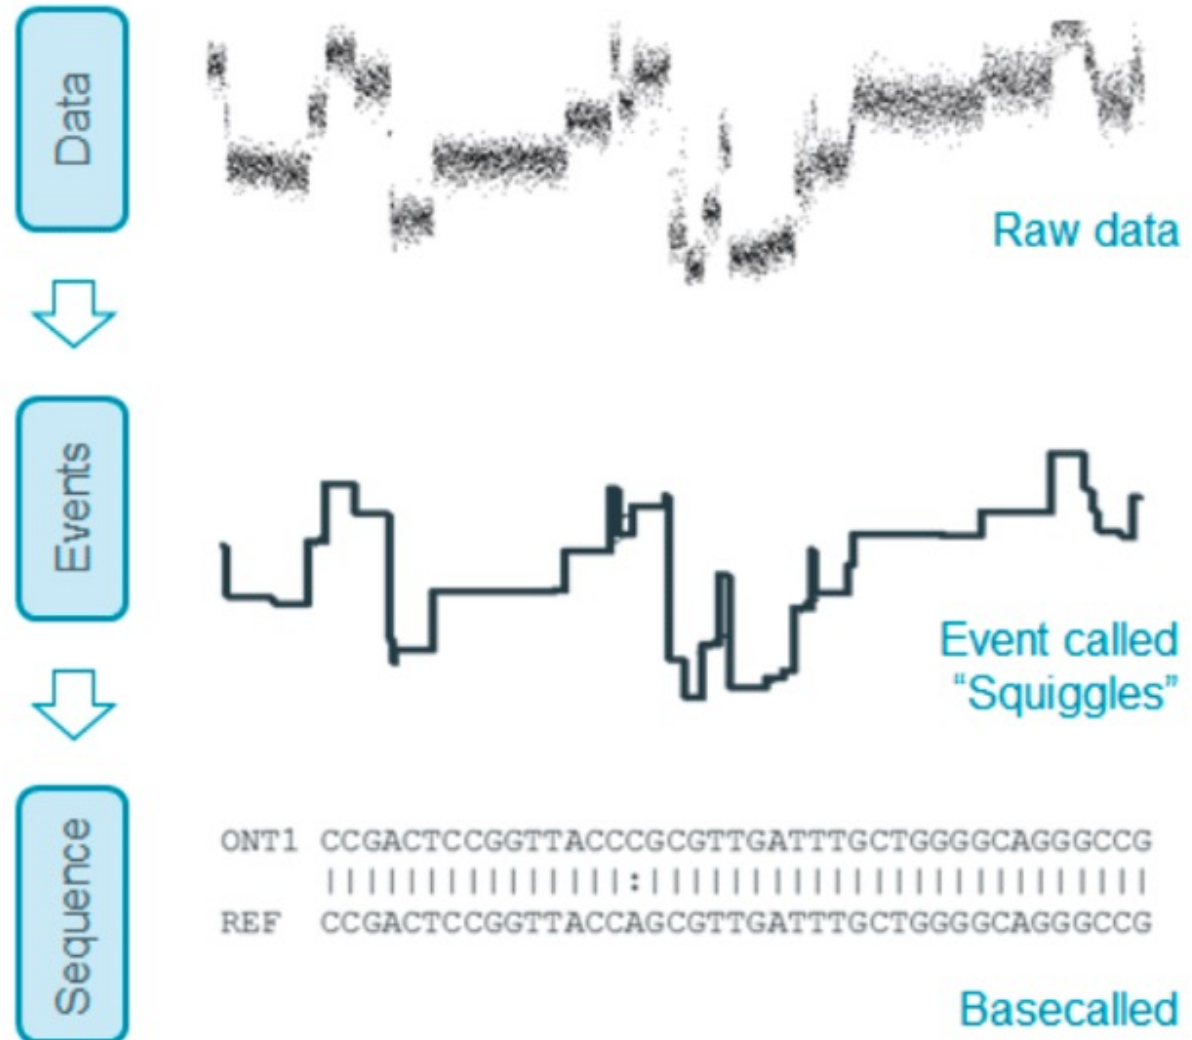 Data
Raw data
Events
Event called
“Squiggles”
Sequence
ONT1 CCGACTCCGGTTACCCGCGTTGATTTGCTGGGGCAGGGCCG
|||||||||||||||:|||||||||||||||||||||||||
REF CCGACTCCGGTTACCAGCGTTGATTTGCTGGGGCAGGGCCG
Basecalled